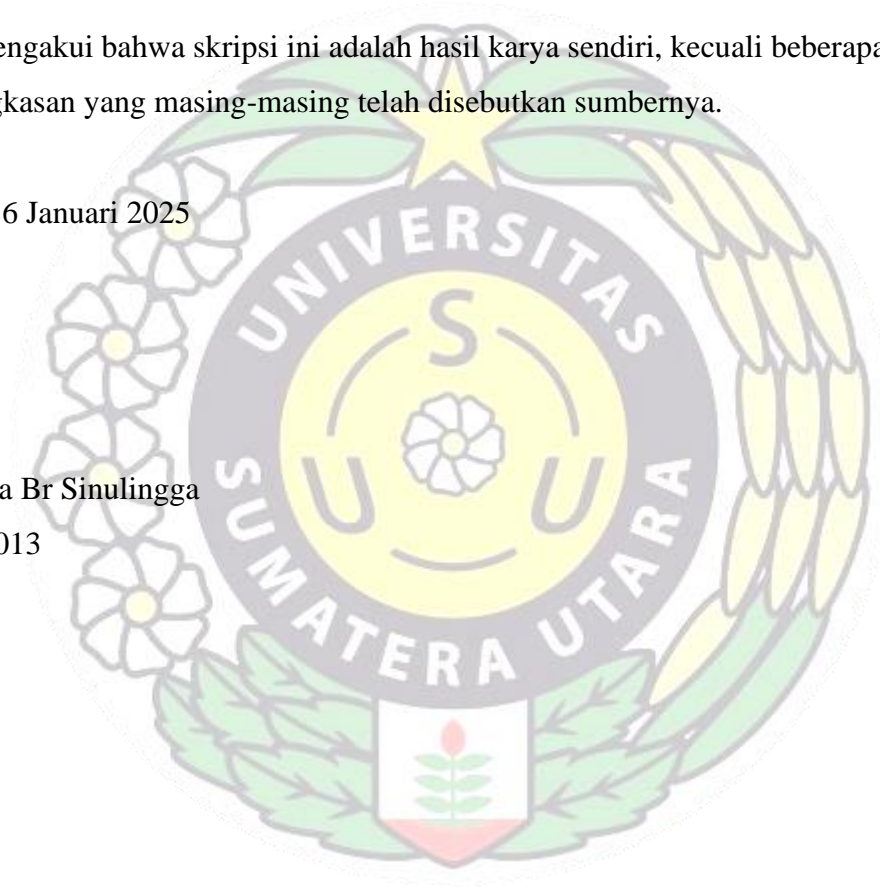 engakui bahwa skripsi ini adalah hasil karya sendiri, kecuali beberapa
gkasan yang masing-masing telah disebutkan sumbernya.
6 Januari 2025
UNIVERSITAS
S
U U
a Br Sinulingga
013
SUMATERA UTARA